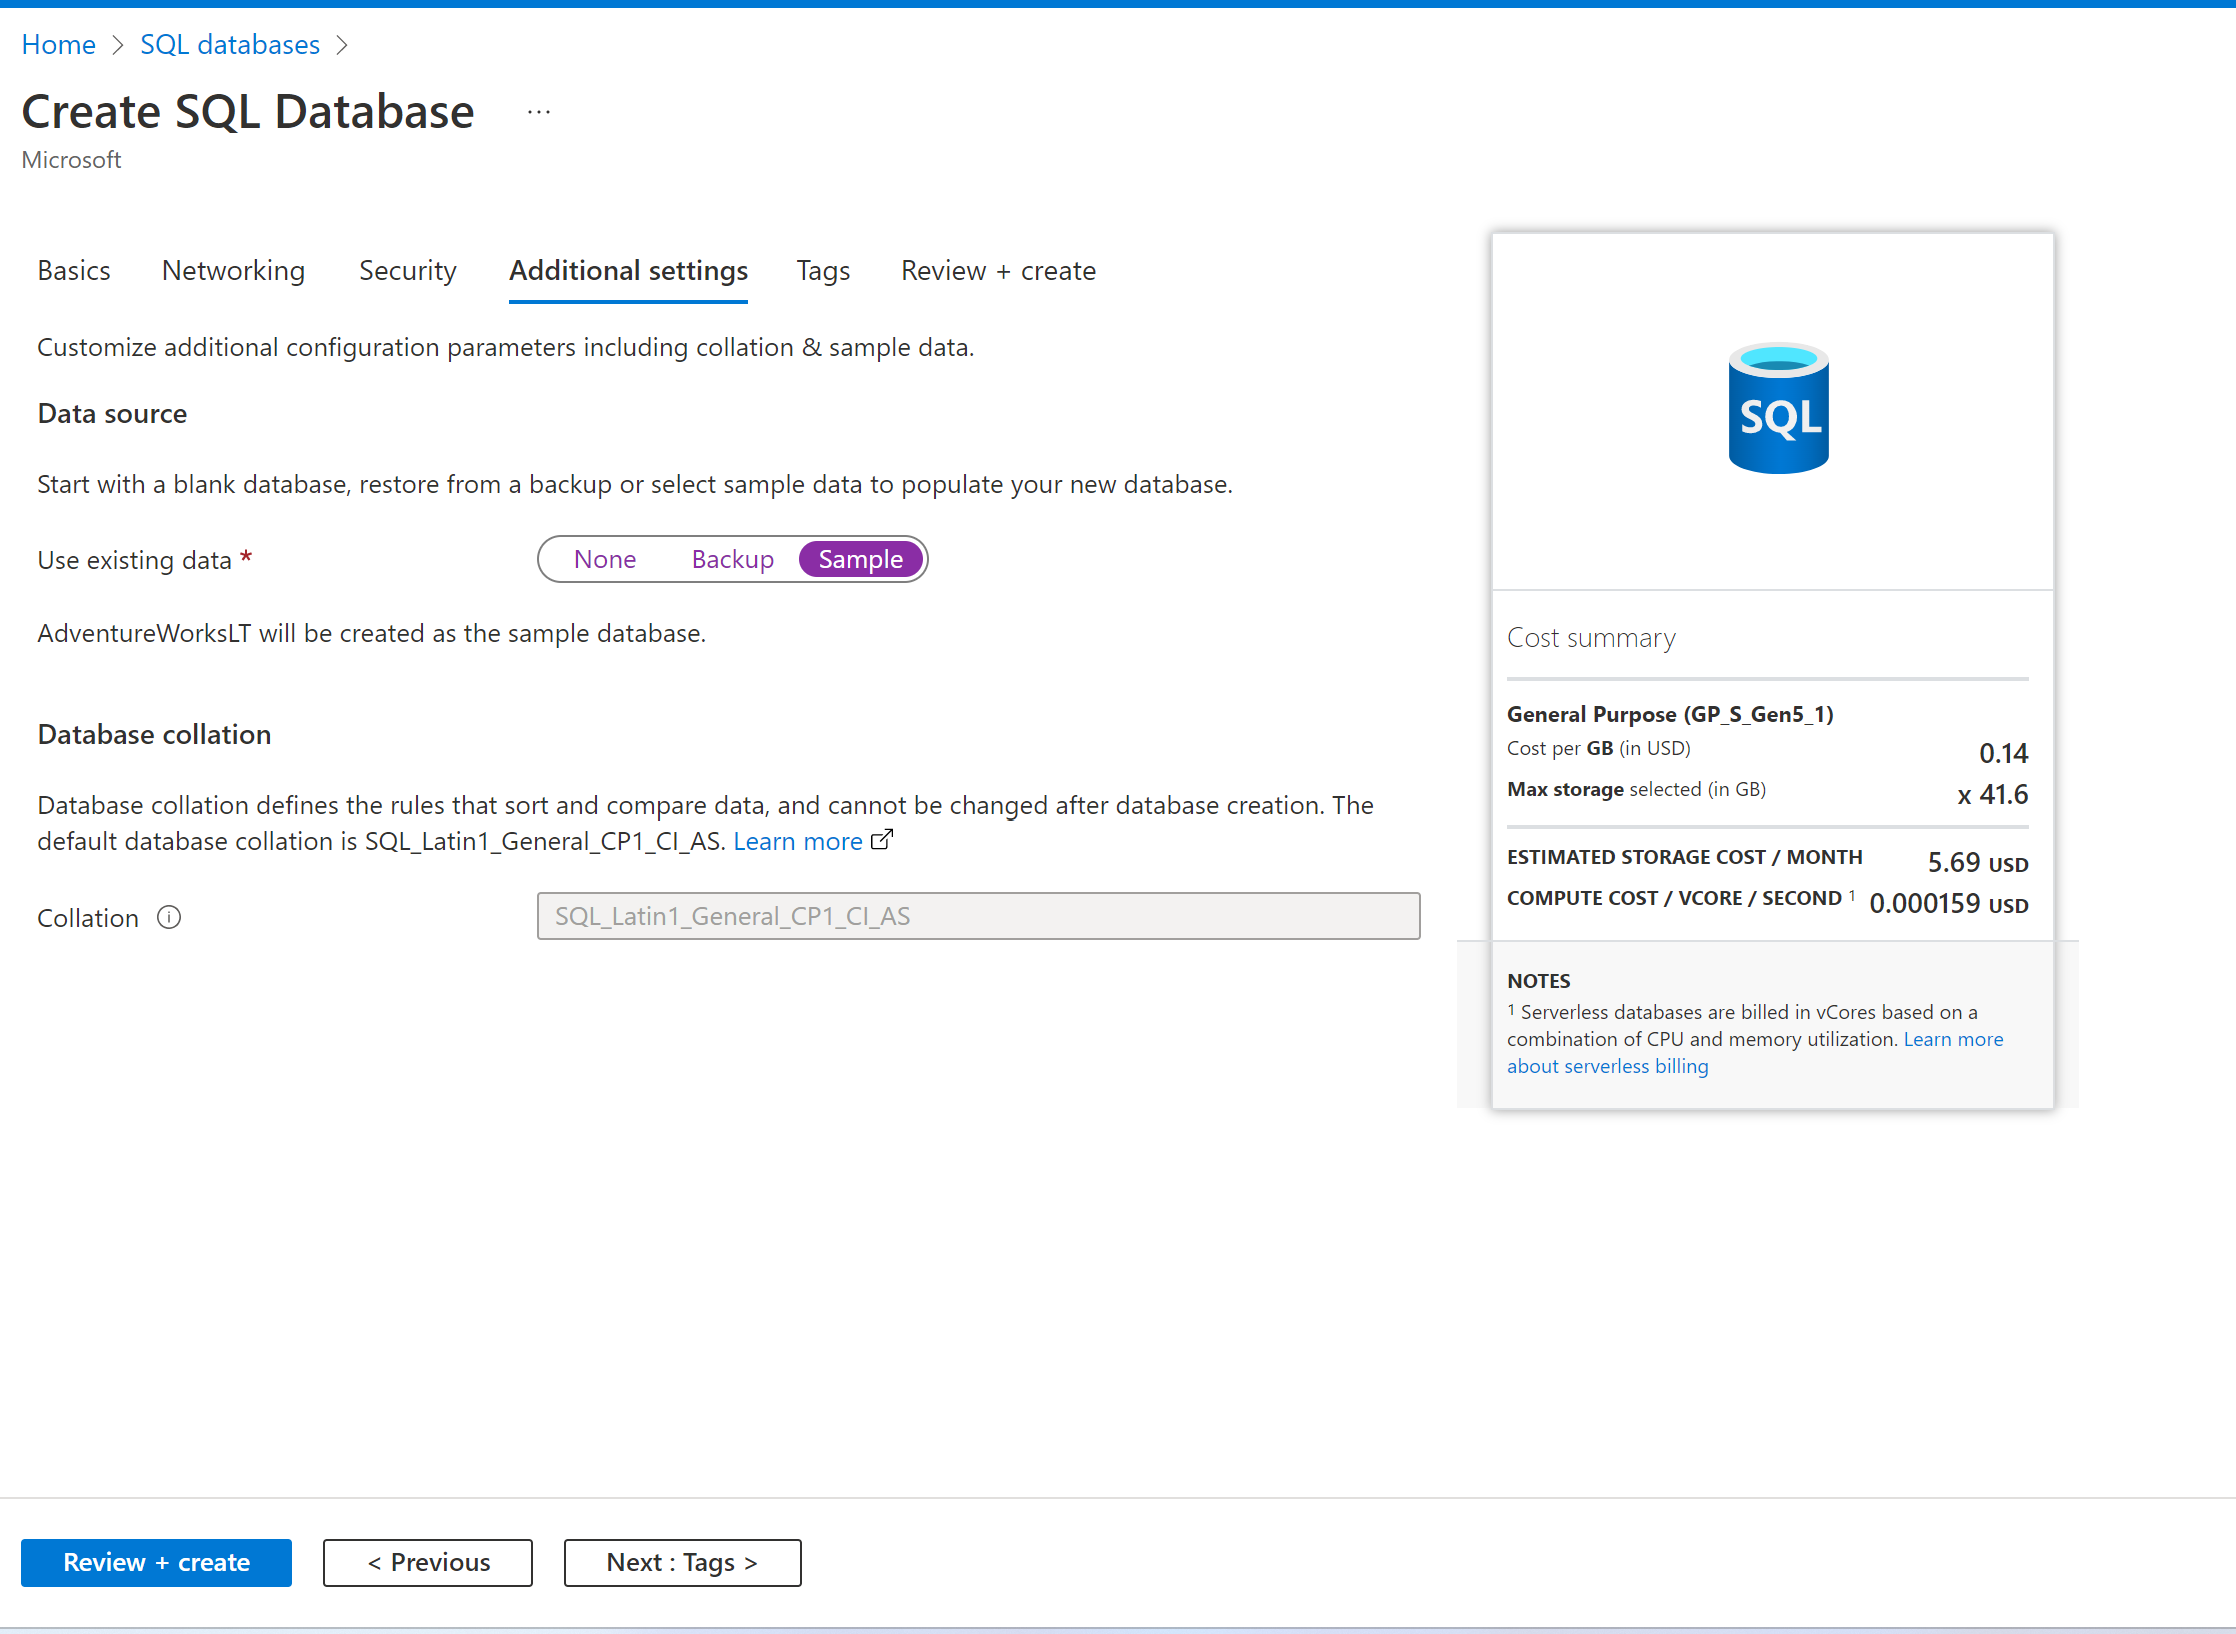 Home > SQL databases >
Create SQL Database ...
Microsoft
Basics Networking Security Additional settings Tags Review + create
Customize additional configuration parameters including collation & sample data.
Data source
Start with a blank database, restore from a backup or select sample data to populate your new database.
Use existing data *
None Backup Sample
AdventureWorksLT will be created as the sample database.
Database collation
Database collation defines the rules that sort and compare data, and cannot be changed after database creation. The
default database collation is SQL_Latin1_General_CP1_CI_AS. Learn more
Collation
SQL_Latin1_General_CP1_CI_AS
SQL
Cost summary
General Purpose (GP_S_Gen5_1)
Cost per GB (in USD) 0.14
Max storage selected (in GB) x 41.6
ESTIMATED STORAGE COST / MONTH 5.69 USD
COMPUTE COST / VCORE / SECOND 1 0.000159 USD
NOTES
1 Serverless databases are billed in vCores based on a
combination of CPU and memory utilization. Learn more
about serverless billing
Review + create < Previous Next : Tags >